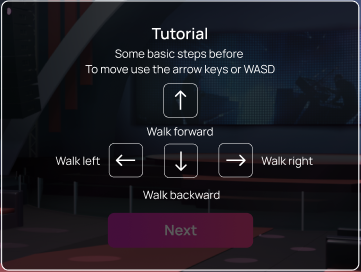 Tutorial
Some basic steps before
To move use the arrow keys or WASD
Walk forward
Walk left
Walk right
Walk backward
Next